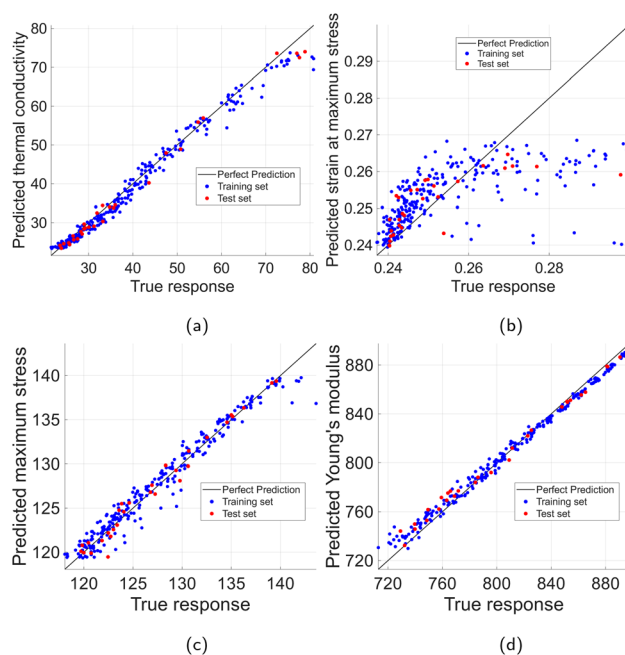 80
70
60
50
40
30
Predicted thermal conductivity
Perfect Prediction
Training set
Test set
30 40 50 60 70 80
True response
(a)
0.29
0.28
0.27
0.26
0.25
0.24
Predicted strain at maximum stress
Perfect Prediction
Training set
Test set
0.24 0.26 0.28
True response
(b)
140
135
130
125
120
Predicted maximum stress
Perfect Prediction
Training set
Test set
120 125 130 135 140
True response
(c)
880
840
800
760
720
Predicted Young's modulus
Perfect Prediction
Training set
Test set
720 760 800 840 880
True response
(d)